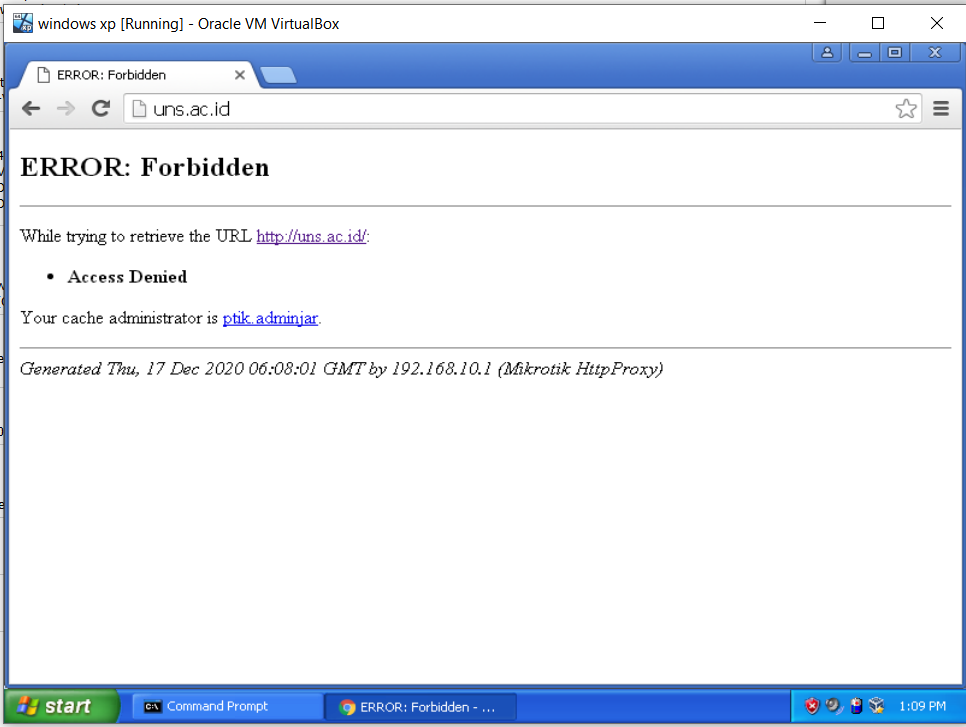 windows xp [Running] - Oracle VM VirtualBox
ERROR: Forbidden
uns.ac.id
ERROR: Forbidden
While trying to retrieve the URL http://uns.ac.id/:
• Access Denied
Your cache administrator is ptik.adminjar.
Generated Thu, 17 Dec 2020 06:08:01 GMT by 192.168.10.1 (Mikrotik HttpProxy)
start
Command Prompt
ERROR: Forbidden - ...
1:09 PM